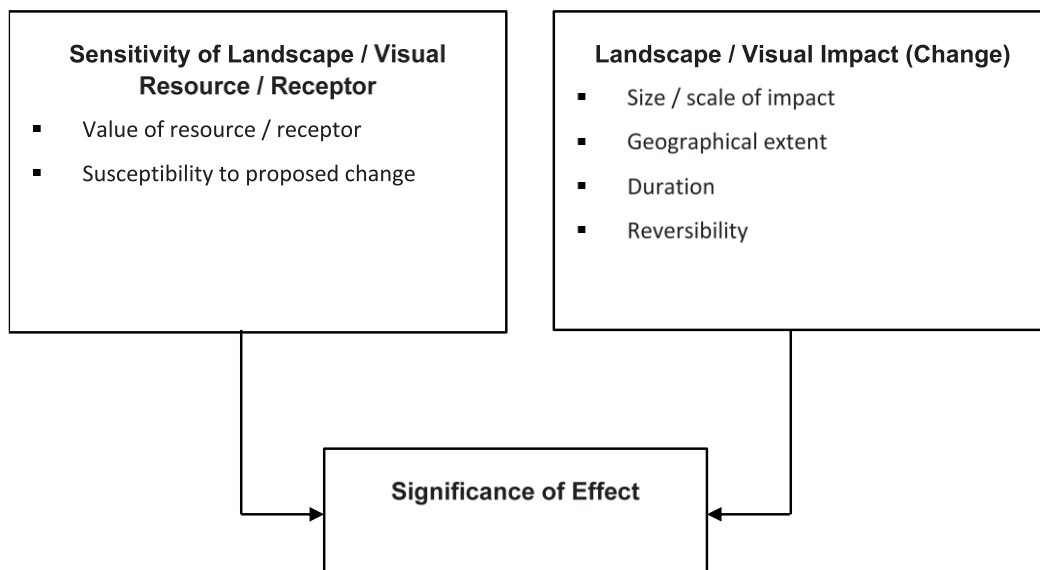 Sensitivity of Landscape / Visual
Resource / Receptor
▪ Value of resource / receptor
▪ Susceptibility to proposed change
Landscape / Visual Impact (Change)
▪ Size / scale of impact
▪ Geographical extent
▪ Duration
▪ Reversibility
Significance of Effect